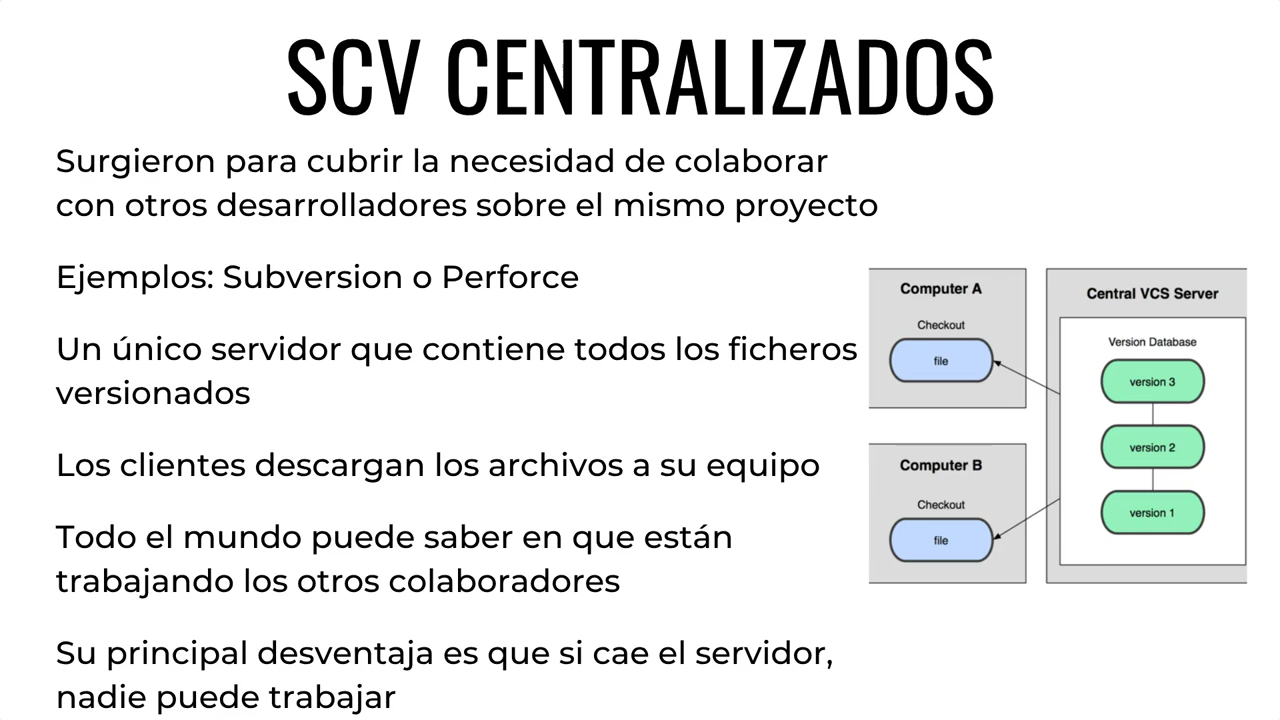 SCV CENTRALIZADOS
Surgieron para cubrir la necesidad de colaborar
con otros desarrolladores sobre el mismo proyecto
Ejemplos: Subversion o Perforce
Un único servidor que contiene todos los ficheros
versionados
Los clientes descargan los archivos a su equipo
Todo el mundo puede saber en que están
trabajando los otros colaboradores
Su principal desventaja es que si cae el servidor,
nadie puede trabajar
Computer A
Checkout
file
Computer B
Checkout
file
Central VCS Server
Version Database
version 3
version 2
version 1